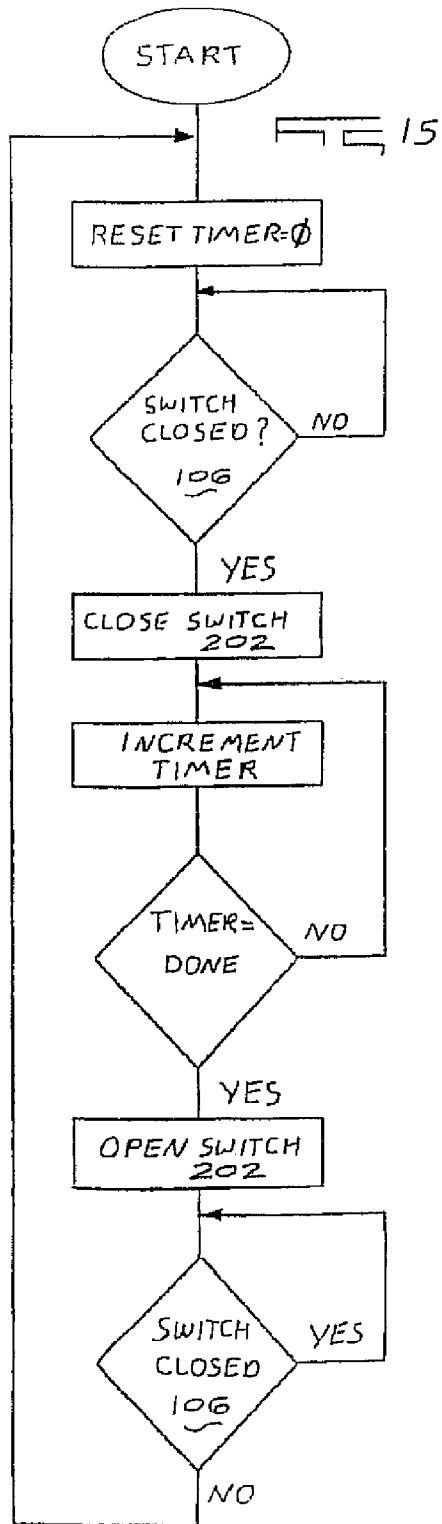 START
FIG 15
RESET TIMER=Ø
SWITCH
CLOSED?
106
NO
YES
CLOSE SWITCH
202
INCREMENT
TIMER
TIMER=
DONE
NO
YES
OPEN SWITCH
202
SWITCH
CLOSED
106
YES
NO